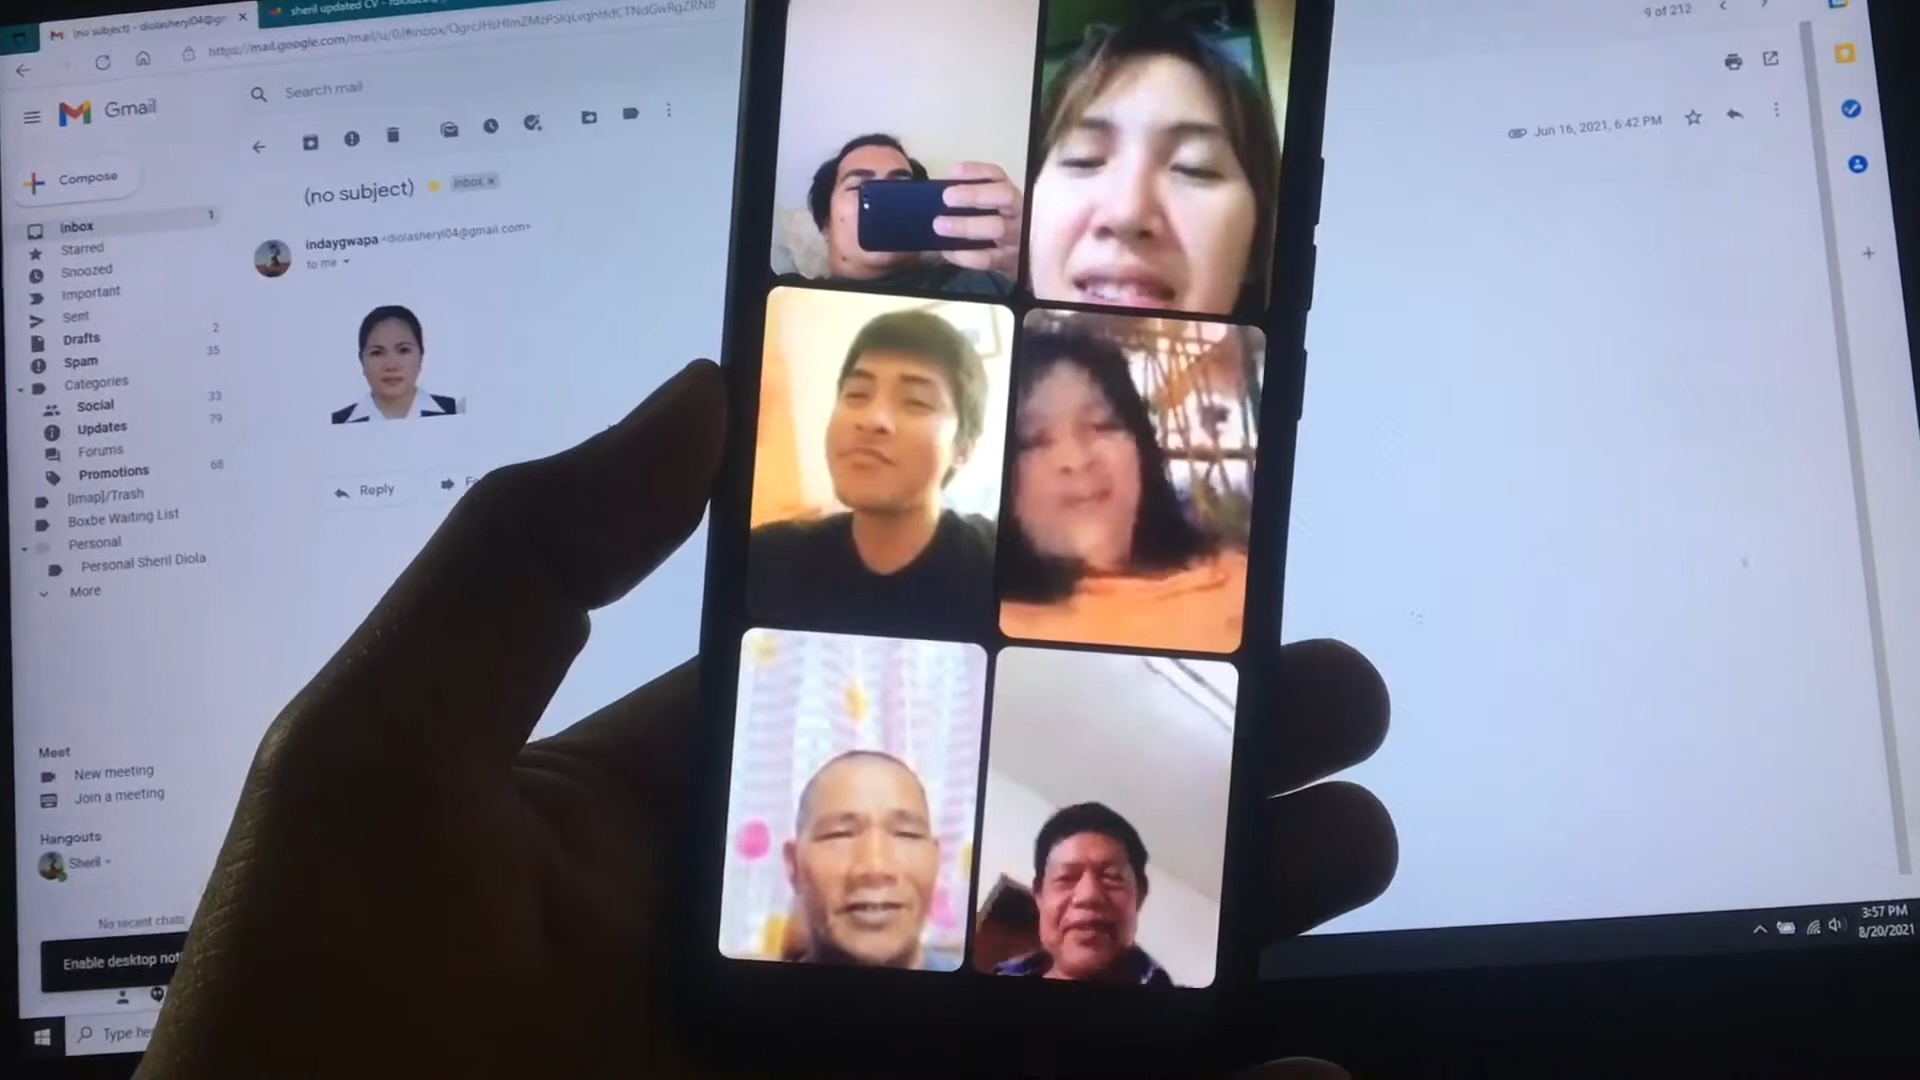 (no subject) - diolasheryl04@gm
sheril updated CV -
https://mail.google.com/mail/u/0/#inbox/
Gmail
Search mail
9 of 212
Compose
(no subject)
Inbox x
Jun 16, 2021, 6:42 PM
indaygwapa <diolasheryl04@gmail.com>
to me
Inbox 1
Starred
Snoozed
Important
Sent
Drafts 2
Spam 35
Categories
Social 33
Updates 79
Forums
Promotions 68
[Imap]/Trash
Boxbe Waiting List
Personal
Personal Sheril Diola
More
Reply
Meet
New meeting
Join a meeting
Hangouts
Sheril
No recent chats
Enable desktop not
Type he
3:57 PM
8/20/2021